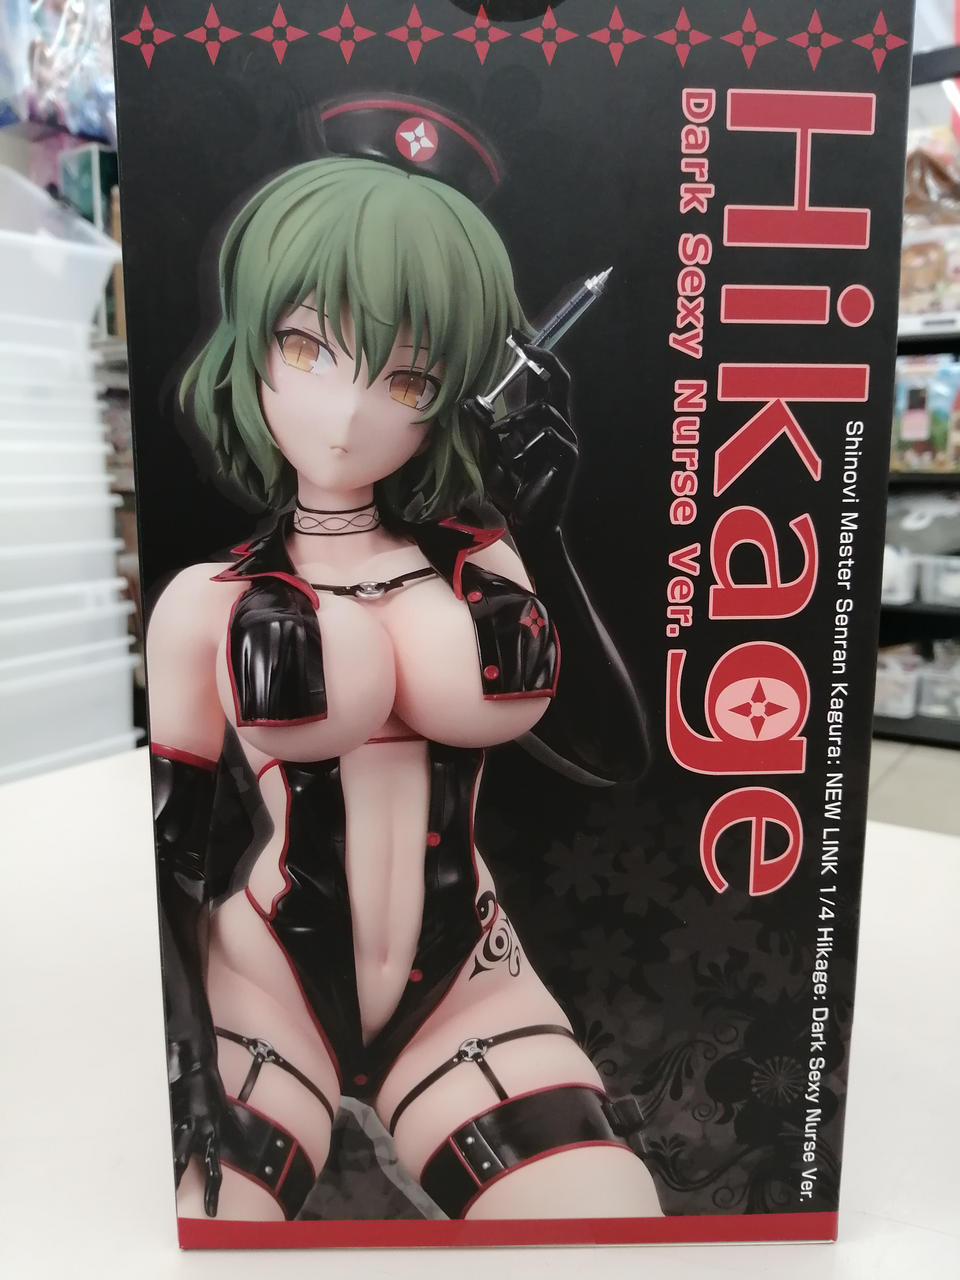 Hikage
Dark Sexy Nurse Ver.
Shinovi Master Senran Kagura: NEW LINK 1/4 Hikage: Dark Sexy Nurse Ver.